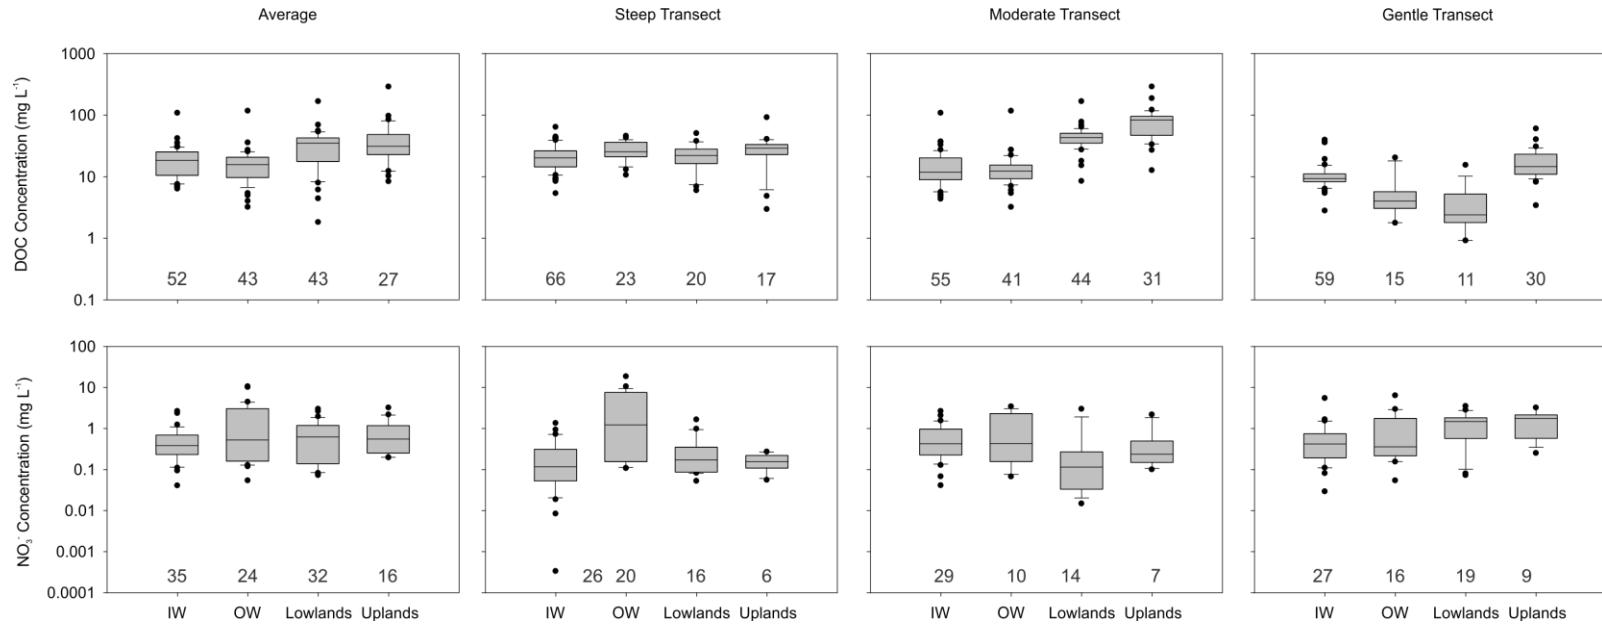 Average Steep Transect Moderate Transect Gentle Transect
DOC Concentration (mg L⁻¹)
1000
100
10
1
0.1
52 43 43 27
66 23 20 17
55 41 44 31
59 15 11 30
NO₃⁻ Concentration (mg L⁻¹)
100
10
1
0.1
0.01
0.001
0.0001
35 24 32 16
26 20 16 6
29 10 14 7
27 16 19 9
IW OW Lowlands Uplands
IW OW Lowlands Uplands
IW OW Lowlands Uplands
IW OW Lowlands Uplands